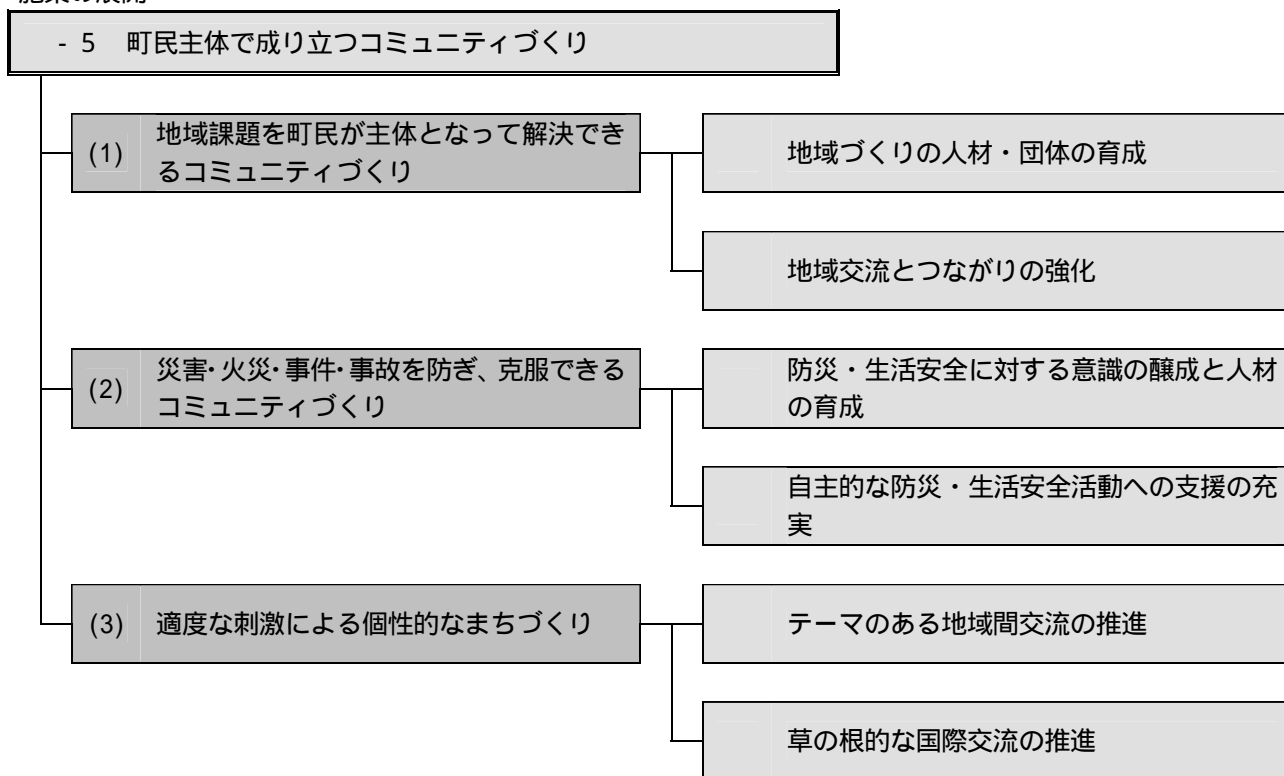 - 5 町民主体で成り立つコミュニティづくり
(1) 地域課題を町民が主体となって解決でき
るコミュニティづくり
地域づくりの人材・団体の育成
地域交流とつながりの強化
(2) 災害・火災・事件・事故を防ぎ、克服できる
コミュニティづくり
防災・生活安全に対する意識の醸成と人材
の育成
自主的な防災・生活安全活動への支援の充
実
(3) 適度な刺激による個性的なまちづくり
テーマのある地域間交流の推進
草の根的な国際交流の推進